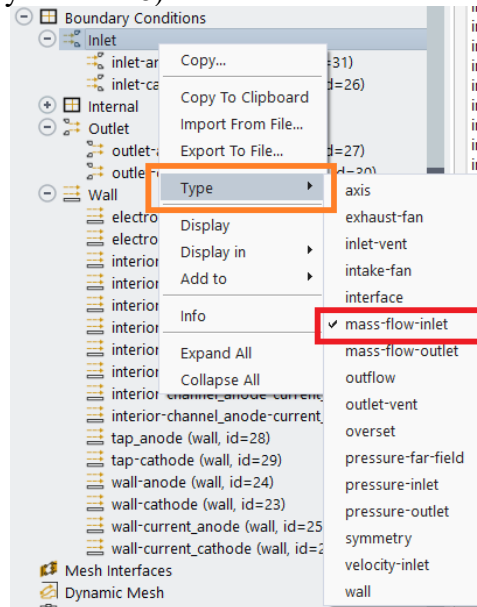 Boundary Conditions
Inlet
inlet-ar
=31)
inlet-ca
d=26)
Internal
Outlet
outlet-
d=27)
outle
d=30)
Wall
electro
electro
interior
interior
interior
interior
interior
interior
interior-channel_anode-current
interior-channel_anode-current_
tap_anode (wall, id=28)
tap-cathode (wall, id=29)
wall-anode (wall, id=24)
wall-cathode (wall, id=23)
wall-current_anode (wall, id=25
wall-current_cathode (wall, id=2
Mesh Interfaces
Dynamic Mesh
Copy...
Copy To Clipboard
Import From File...
Export To File...
Type
Display
Display in
Add to
Info
Expand All
Collapse All
axis
exhaust-fan
inlet-vent
intake-fan
interface
mass-flow-inlet
mass-flow-outlet
outflow
outlet-vent
overset
pressure-far-field
pressure-inlet
pressure-outlet
symmetry
velocity-inlet
wall